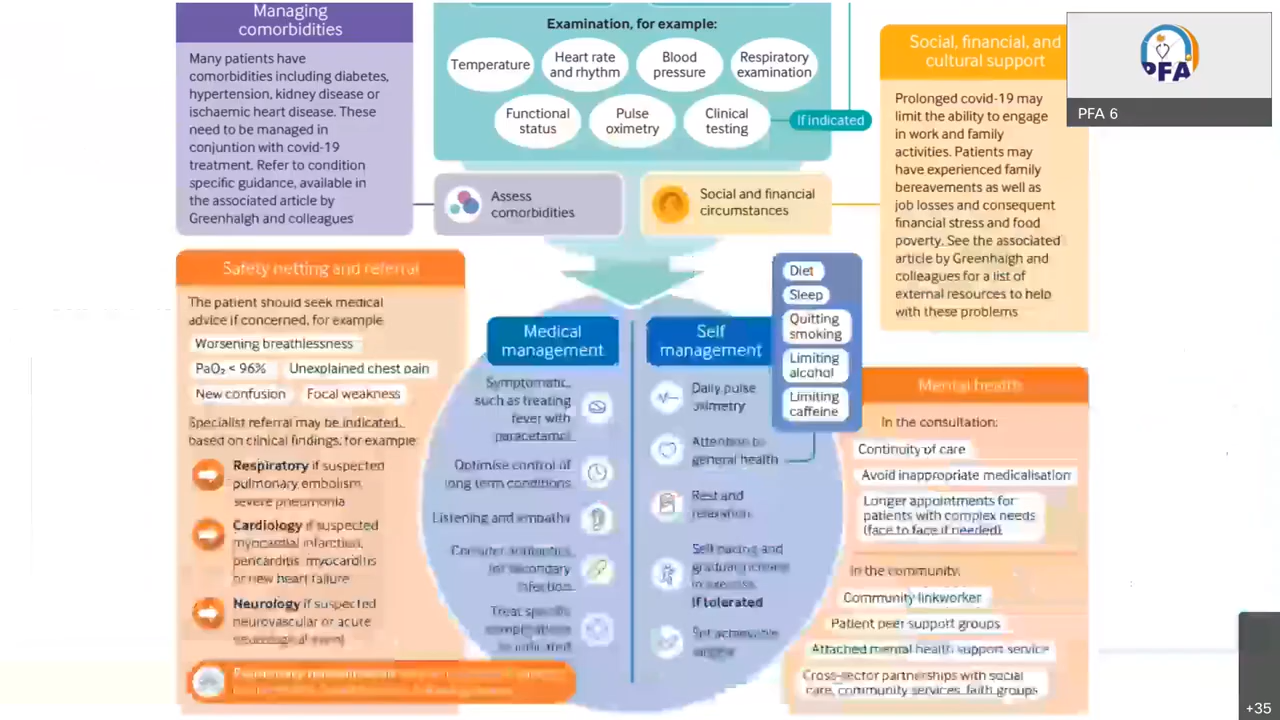 Managing
comorbidities
Many patients have
comorbidities including diabetes,
hypertension, kidney disease or
ischaemic heart disease. These
need to be managed in
conjuntion with covid-19
treatment. Refer to condition
specific guidance, available in
the associated article by
Greenhalgh and colleagues
Examination, for example:
Temperature
Heart rate
and rhythm
Blood
pressure
Respiratory
examination
Functional
status
Pulse
oximetry
Clinical
testing
If indicated
Assess
comorbidities
Social and financial
circumstances
Social, financial, and
cultural support
Prolonged covid-19 may
limit the ability to engage
in work and family
activities. Patients may
have experienced family
bereavements as well as
job losses and consequent
financial stress and food
poverty. See the associated
article by Greenhalgh and
colleagues for a list of
external resources to help
with these problems
PFA
PFA 6
Safety netting and referral
The patient should seek medical
advice if concerned, for example
Worsening breathlessness
PaO₂ < 96%
Unexplained chest pain
New confusion
Focal weakness
Specialist referral may be indicated,
based on clinical findings, for example:
Respiratory if suspected
pulmonary embolism,
severe pneumonia
Cardiology if suspected
myocardial infarction,
pericarditis, myocarditis
or new heart failure
Neurology if suspected
neurovascular or acute
neurological event
Medical
management
Symptomatic,
such as treating
fever with
paracetamol
Optimise control of
long term conditions
Listening and empathy
Consider antibiotics
for secondary
infection
Treat specific
complications
as indicated
Self
management
Daily pulse
oximetry
Attention to
general health
Rest and
relaxation
Self pacing and
gradual increase
in exercise
If tolerated
Set achievable
targets
Diet
Sleep
Quitting
smoking
Limiting
alcohol
Limiting
caffeine
Mental health
In the consultation:
Continuity of care
Avoid inappropriate medicalisation
Longer appointments for
patients with complex needs
(face to face if needed)
In the community:
Community linkworker
Patient peer support groups
Attached mental health support service
Cross-sector partnerships with social
care, community services, faith groups
+35